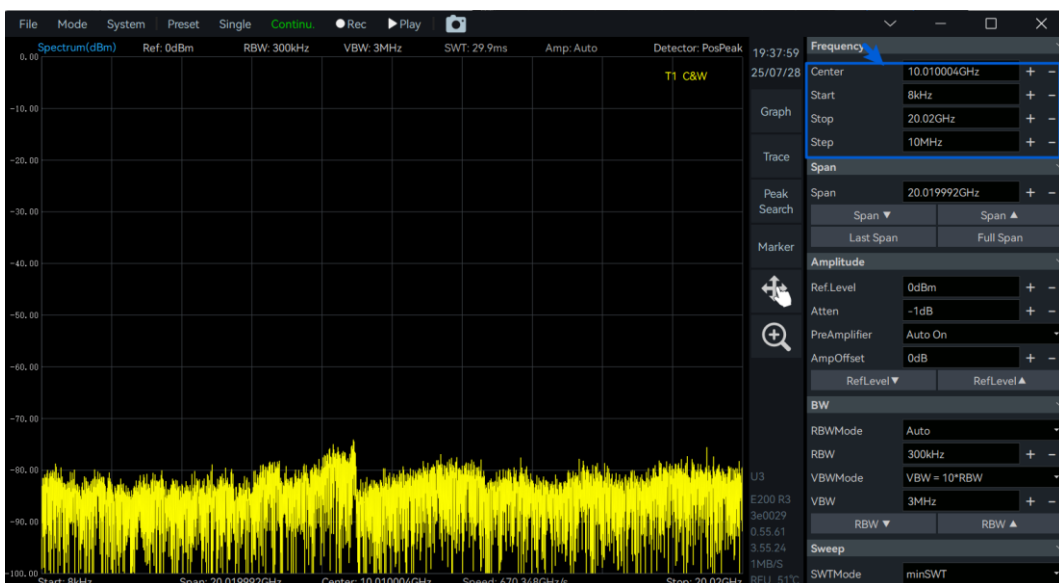 File Mode System Preset Single Continu. Rec Play
Spectrum(dBm) Ref: 0dBm RBW: 300kHz VBW: 3MHz SWT: 29.9ms Amp: Auto Detector: PosPeak
T1 C&W
0.00
-10.00
-20.00
-30.00
-40.00
-50.00
-60.00
-70.00
-80.00
-90.00
-100.00
Start: 8kHz Span: 20.019992GHz Center: 10.010004GHz Speed: 670.348GHz/s Stop: 20.02GHz
19:37:59
25/07/28
Graph
Trace
Peak
Search
Marker
U3
E200 R3
3e0029
0.55.61
3.55.24
1MB/S
51°C
Frequency
Center 10.010004GHz + -
Start 8kHz + -
Stop 20.02GHz + -
Step 10MHz + -
Span
Span 20.019992GHz + -
Span ▼ Span ▲
Last Span Full Span
Amplitude
Ref.Level 0dBm + -
Atten -1dB + -
PreAmplifier Auto On
AmpOffset 0dB + -
RefLevel▼ RefLevel▲
BW
RBWMode Auto
RBW 300kHz + -
VBWMode VBW = 10*RBW
VBW 3MHz + -
RBW ▼ RBW ▲
Sweep
SWTMode minSWT